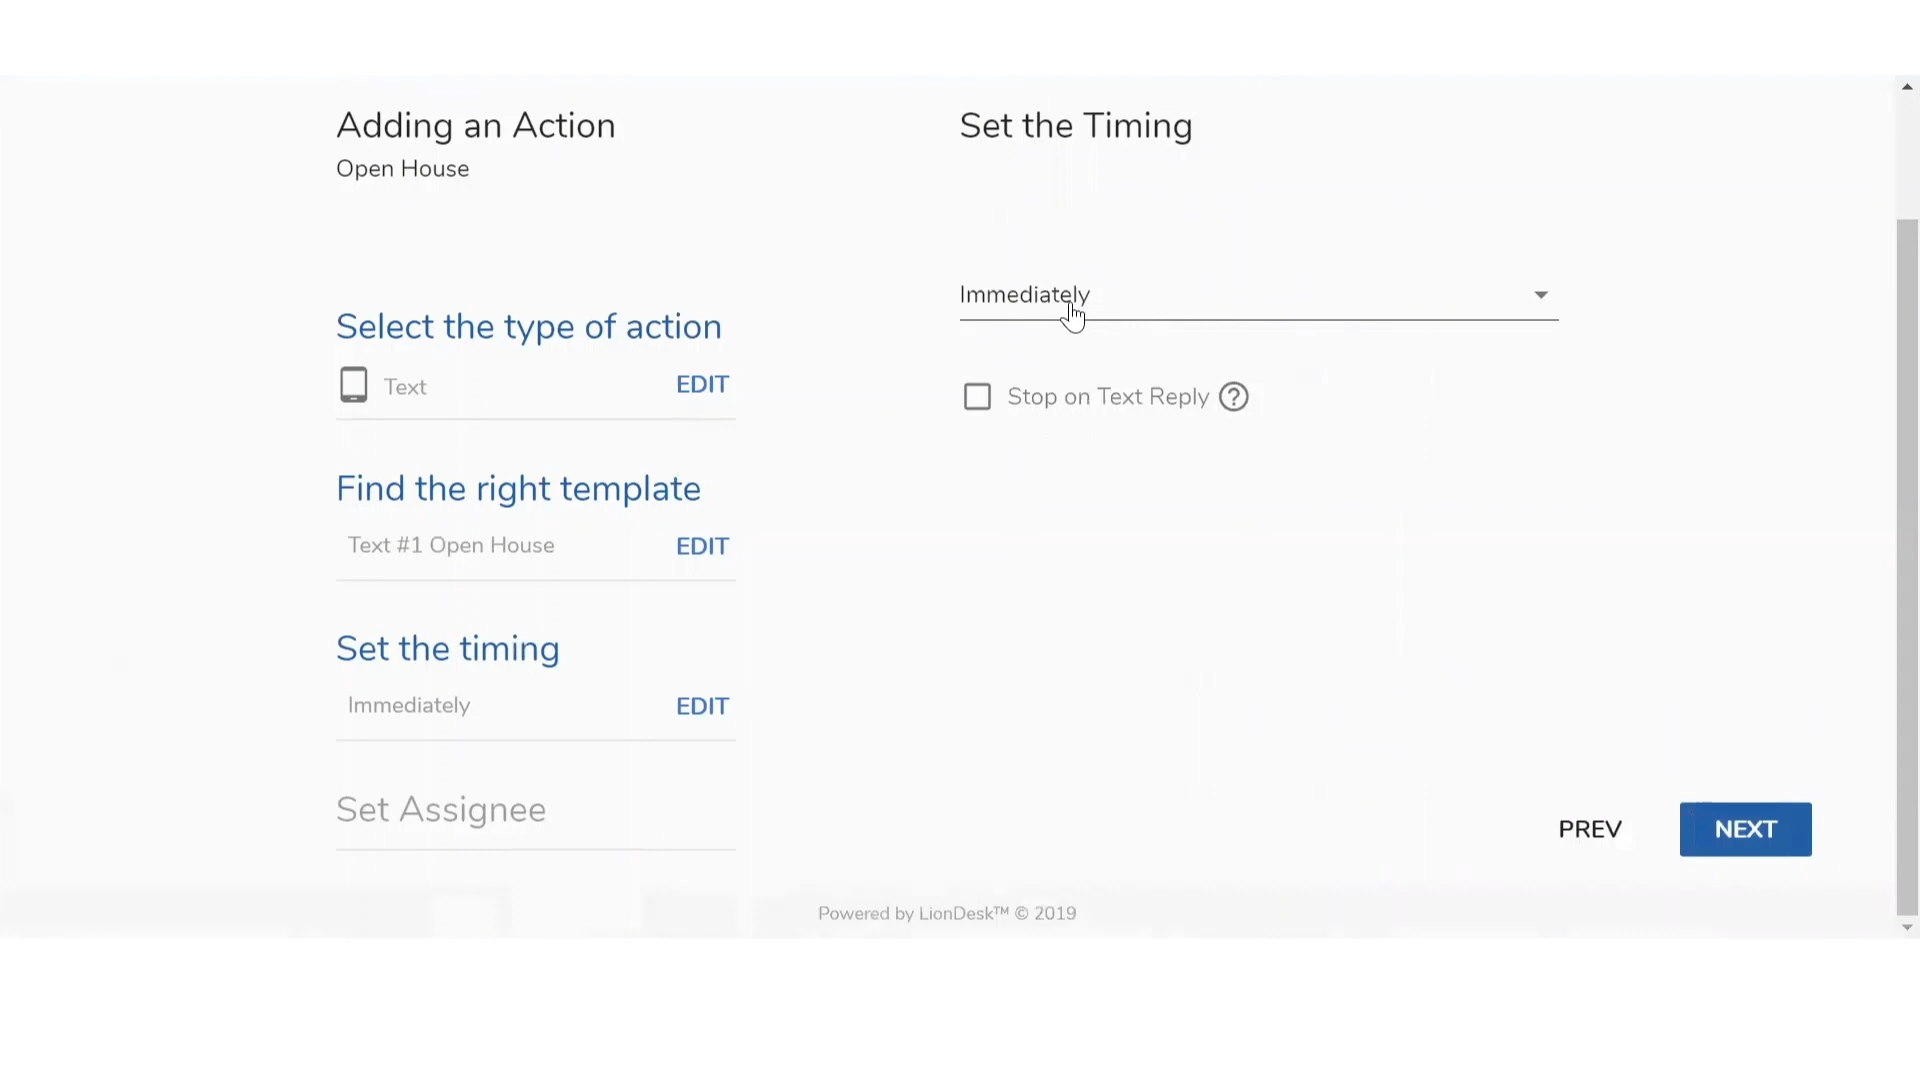 Adding an Action
Open House
Select the type of action
Text EDIT
Find the right template
Text #1 Open House EDIT
Set the timing
Immediately EDIT
Set Assignee
Set the Timing
Immediately
Stop on Text Reply ?
PREV NEXT
Powered by LionDesk™ © 2019